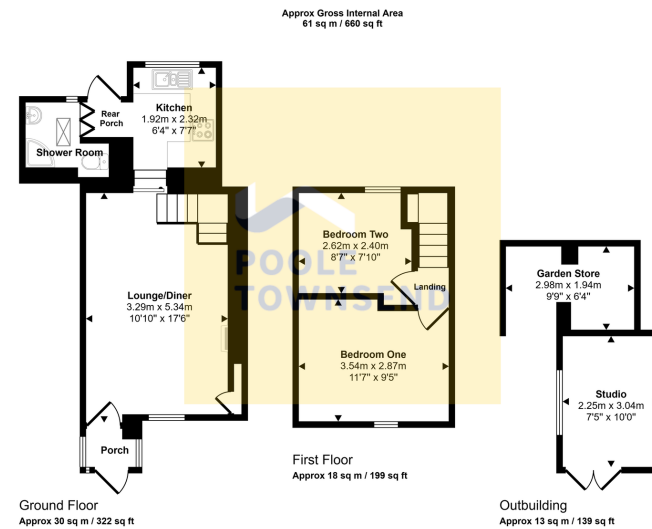 Approx Gross Internal Area
61 sq m / 660 sq ft
Kitchen
1.92m x 2.32m
6'4" x 7'7"
Rear
Porch
Shower Room
Lounge/Diner
3.29m x 5.34m
10'10" x 17'6"
Porch
Ground Floor
Approx 30 sq m / 322 sq ft
POOLE
TOWNSEND
Bedroom Two
2.62m x 2.40m
8'7" x 7'10"
Landing
Bedroom One
3.54m x 2.87m
11'7" x 9'5"
First Floor
Approx 18 sq m / 199 sq ft
Garden Store
2.98m x 1.94m
9'9" x 6'4"
Studio
2.25m x 3.04m
7'5" x 10'0"
Outbuilding
Approx 13 sq m / 139 sq ft